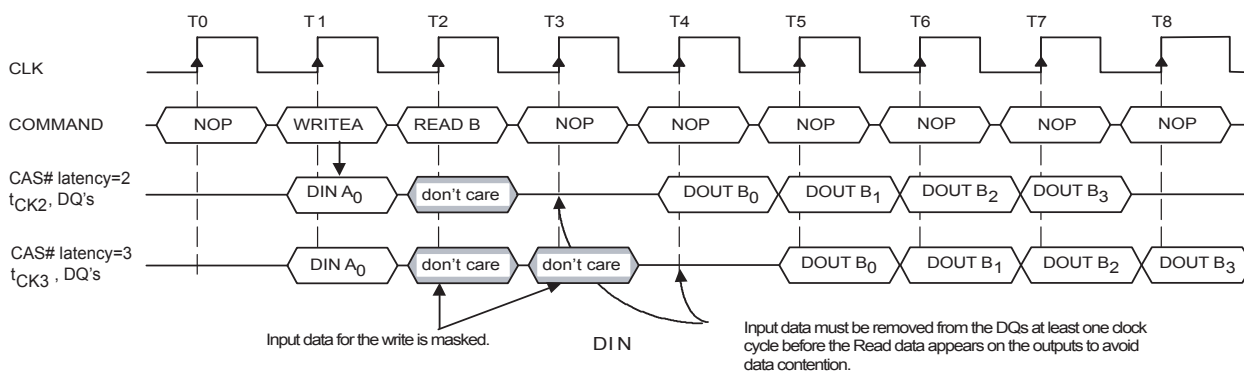 T0 T1 T2 T3 T4 T5 T6 T7 T8
CLK
COMMAND NOP WRITEA READ B NOP NOP NOP NOP NOP NOP
CAS# latency=2
tCK2, DQ's DIN A0 don't care DOUT B0 DOUT B1 DOUT B2 DOUT B3
CAS# latency=3
tCK3 , DQ's DIN A0 don't care don't care DOUT B0 DOUT B1 DOUT B2 DOUT B3
Input data for the write is masked.
DIN
Input data must be removed from the DQs at least one clock
cycle before the Read data appears on the outputs to avoid
data contention.